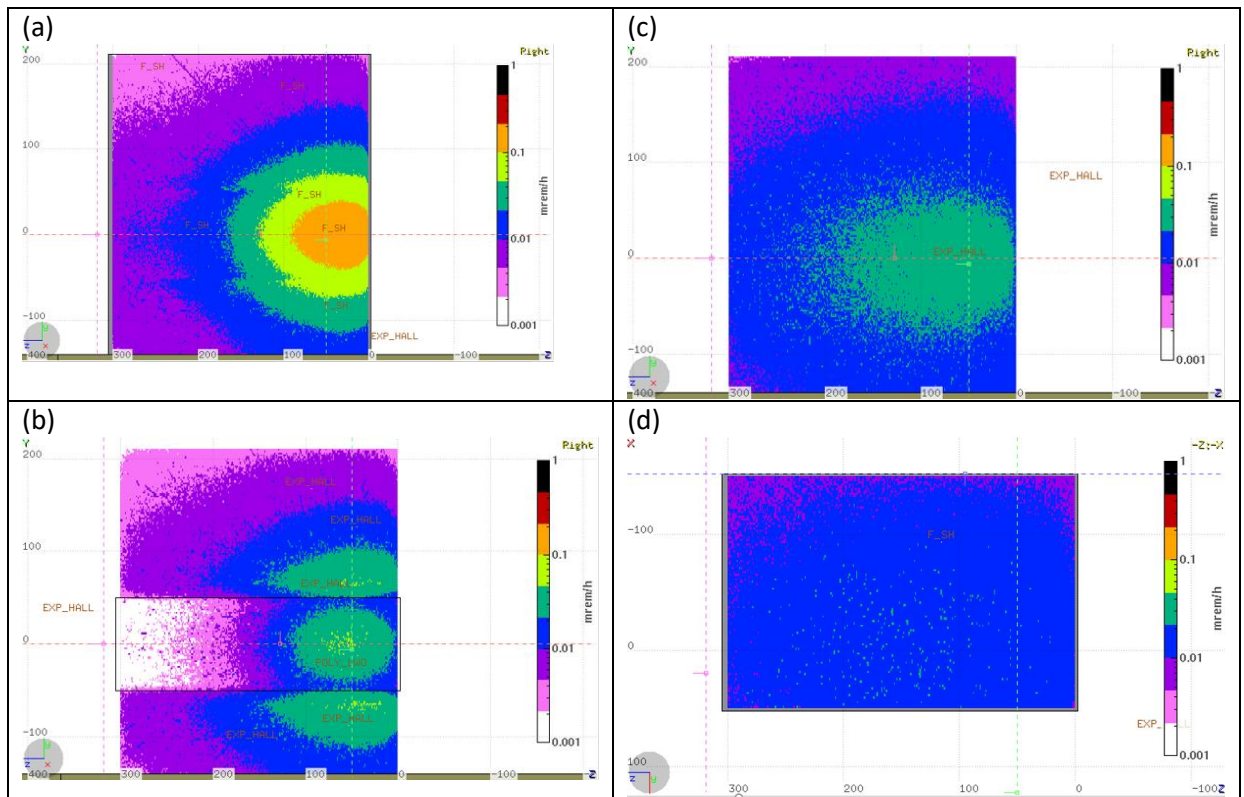 (a)
Y
Right
200
F_SH
F_SH
1
100
0.1
mrem/h
F_SH
F_SH
F_SH
0
0.01
F_SH
-100
EXP_HALL
0.001
y
z
x
400
300
200
100
0
-100
-Z
(c)
Y
Right
200
1
100
EXP_HALL
0.1
mrem/h
0
EXP_HALL
0.01
-100
0.001
y
z
x
400
300
200
100
0
-100
-Z
(b)
Y
Right
200
EXP_HALL
1
EXP_HALL
100
0.1
mrem/h
EXP_HALL
EXP_HALL
0
POLY_HAD
0.01
EXP_HALL
EXP_HALL
-100
0.001
y
z
x
400
300
200
100
0
-100
-Z
(d)
X
-Z;-X
1
-100
F_SH
0.1
mrem/h
0
0.01
100
0.001
z
y
300
200
100
0
-100
Z